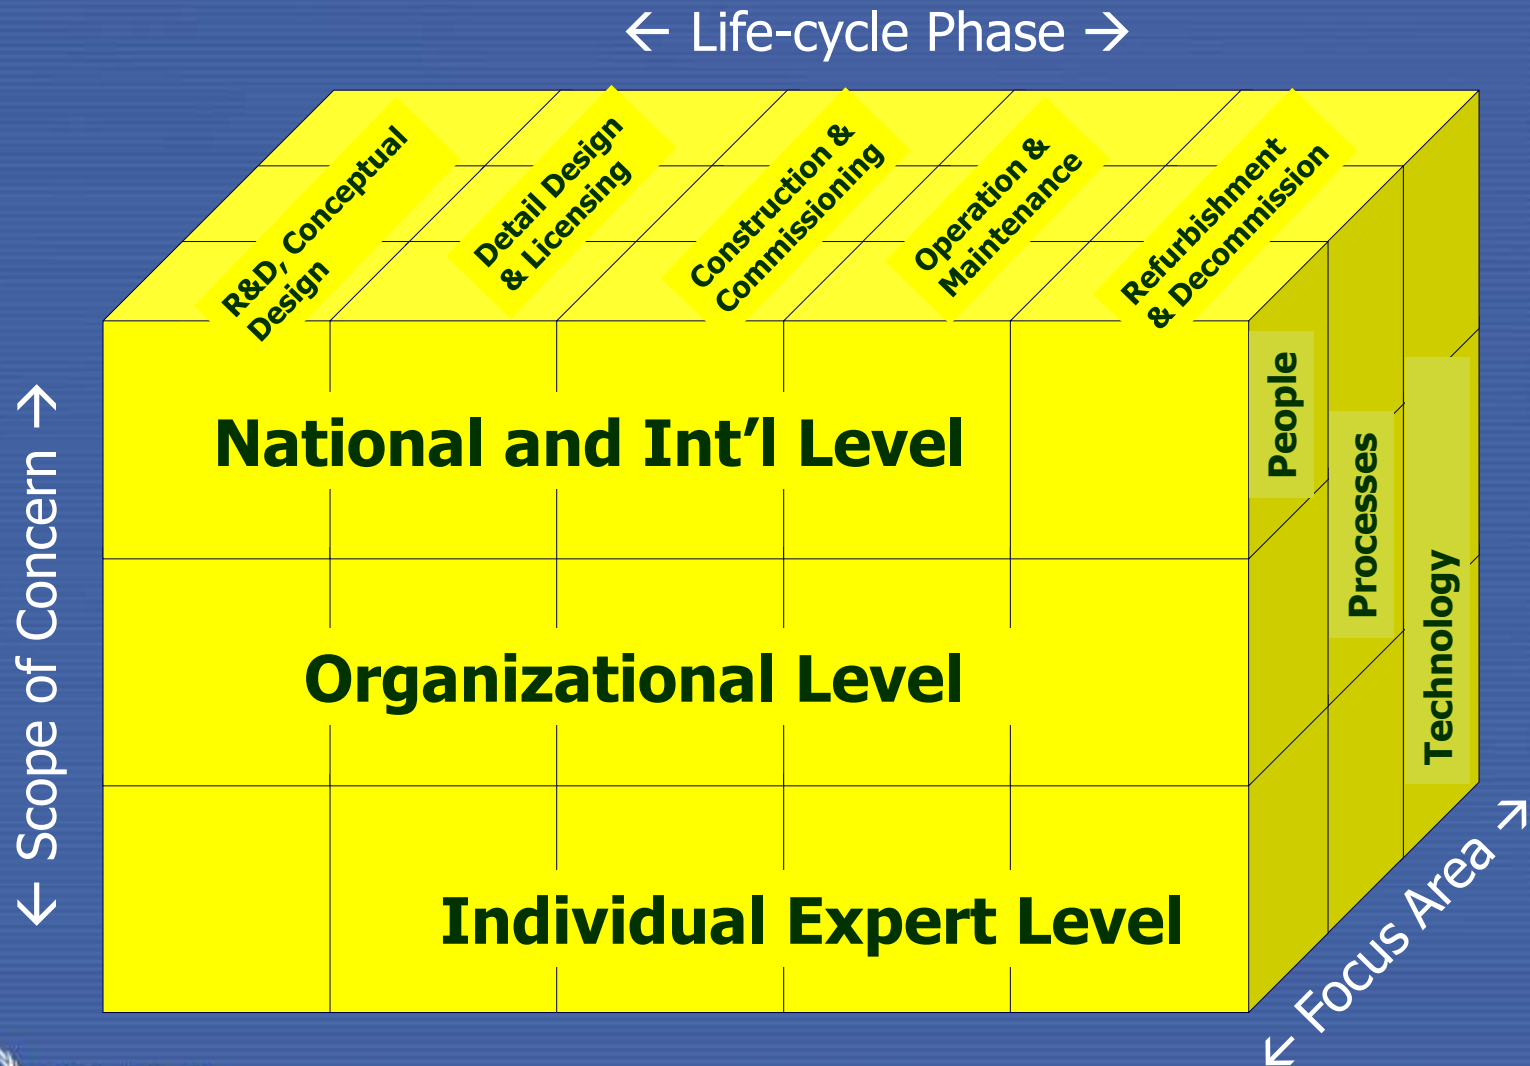 ← Life-cycle Phase →
R&D, Conceptual
Design
Detail Design
& Licensing
Construction &
Commissioning
Operation &
Maintenance
Refurbishment
& Decommission
← Scope of Concern →
National and Int’l Level
Organizational Level
Individual Expert Level
People
Processes
Technology
← Focus Area →